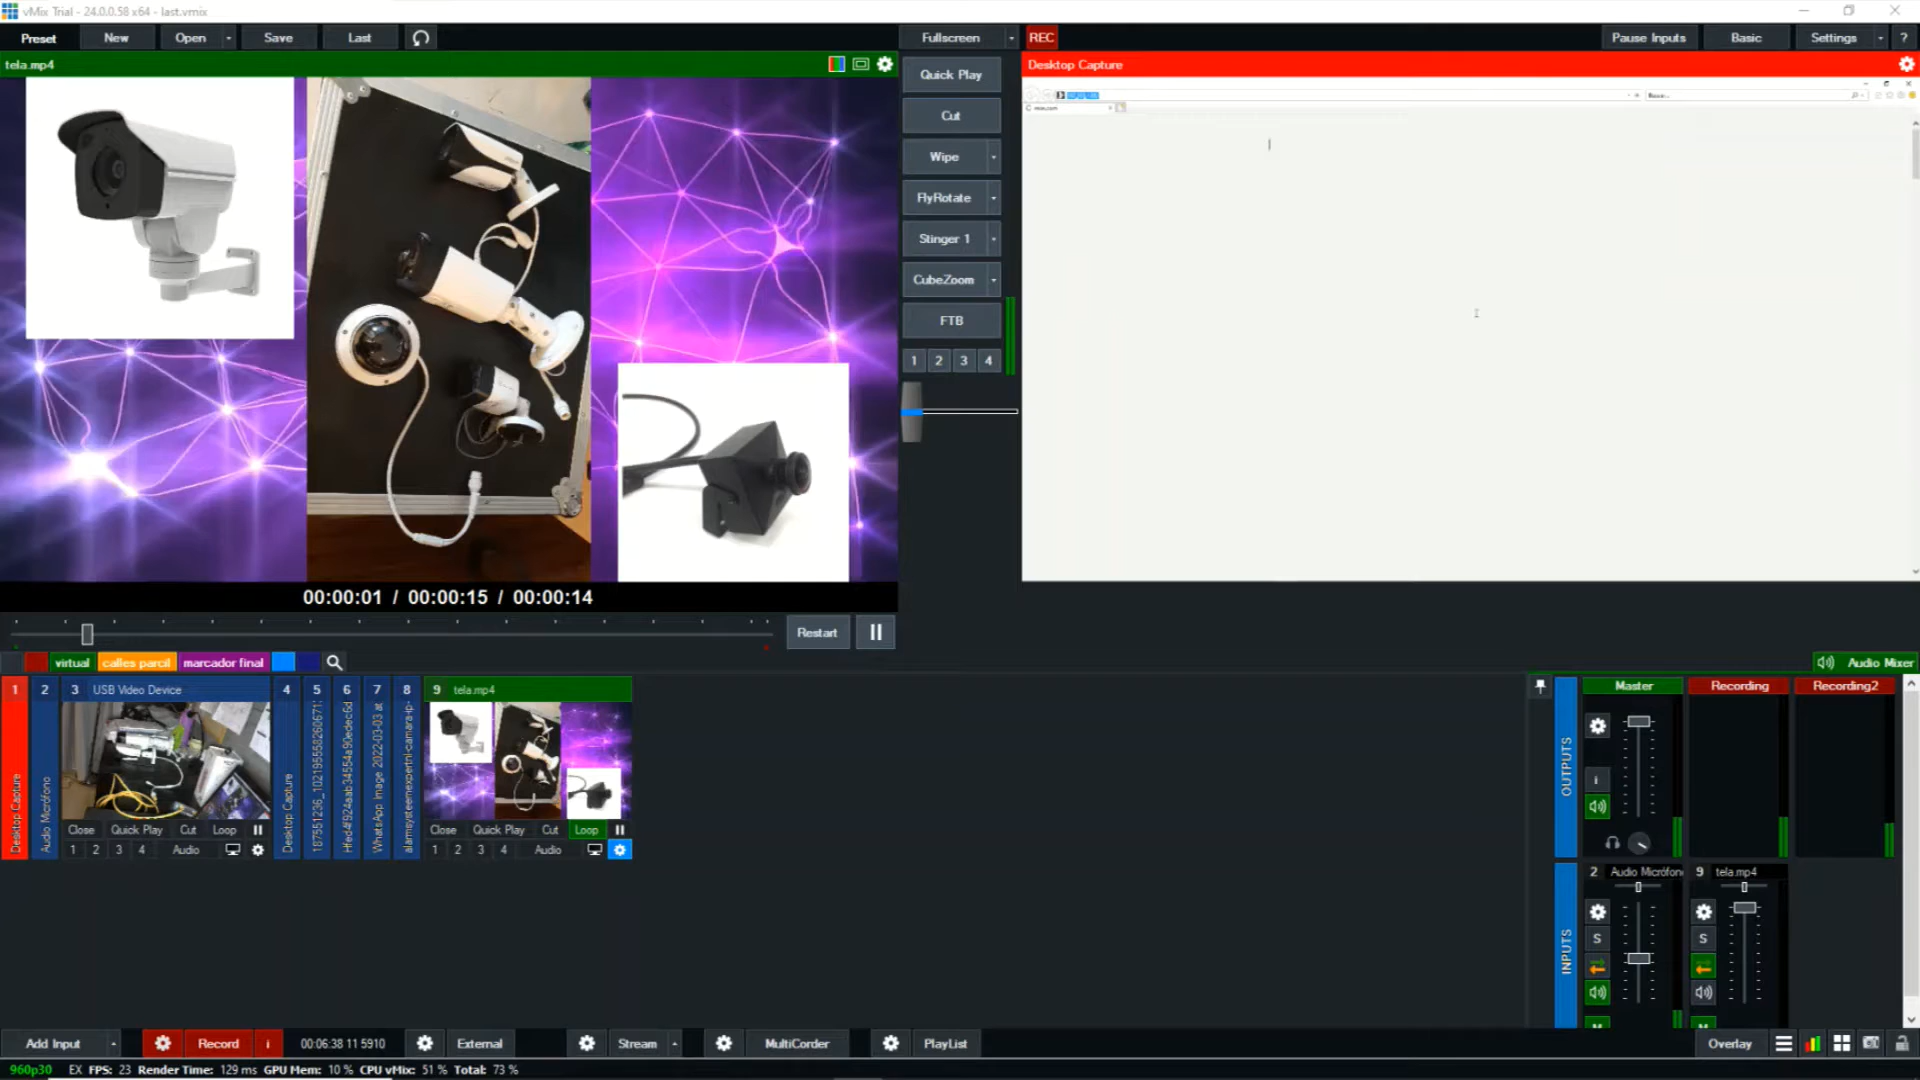 vMix Trial - 24.0.0.58 x64 - last.vmix
Preset New Open Save Last Fullscreen REC Pause Inputs Basic Settings ?
tela.mp4
Desktop Capture
Quick Play
Cut
Wipe
FlyRotate
Stinger 1
CubeZoom
FTB
1 2 3 4
00:00:01 / 00:00:15 / 00:00:14
Restart
virtual calles parcil marcador final
Audio Mixer
1 2 3 USB Video Device 4 5 6 7 8 9 tela.mp4
Desktop Capture
Audio Micrófono
Close Quick Play Cut Loop
1 2 3 4 Audio
Desktop Capture
WhatsApp Image 2022-03-03 at
Close Quick Play Cut Loop
1 2 3 4 Audio
OUTPUTS
Master Recording Recording2
i
INPUTS
2 Audio Micrófon 9 tela.mp4
S S
M
Add Input Record i 00:06:38 11 5910 External Stream MultiCorder PlayList Overlay
960p30 EX FPS: 23 Render Time: 129 ms GPU Mem: 10 % CPU vMix: 51 % Total: 73 %